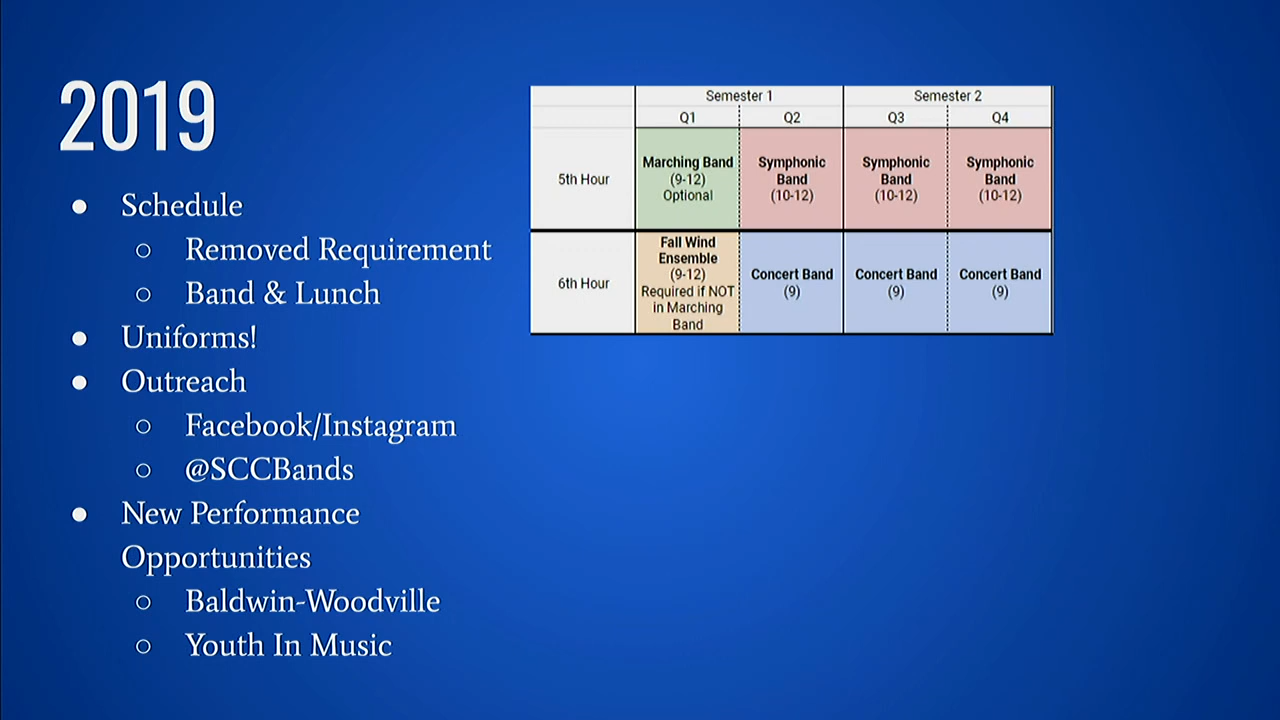 2019
● Schedule
○ Removed Requirement
○ Band & Lunch
● Uniforms!
● Outreach
○ Facebook/Instagram
○ @SCCBands
● New Performance
Opportunities
○ Baldwin-Woodville
○ Youth In Music
Semester 1 Semester 2
Q1 Q2 Q3 Q4
5th Hour
Marching Band
(9-12)
Optional
Symphonic
Band
(10-12)
Symphonic
Band
(10-12)
Symphonic
Band
(10-12)
6th Hour
Fall Wind
Ensemble
(9-12)
Required if NOT
in Marching
Band
Concert Band
(9)
Concert Band
(9)
Concert Band
(9)